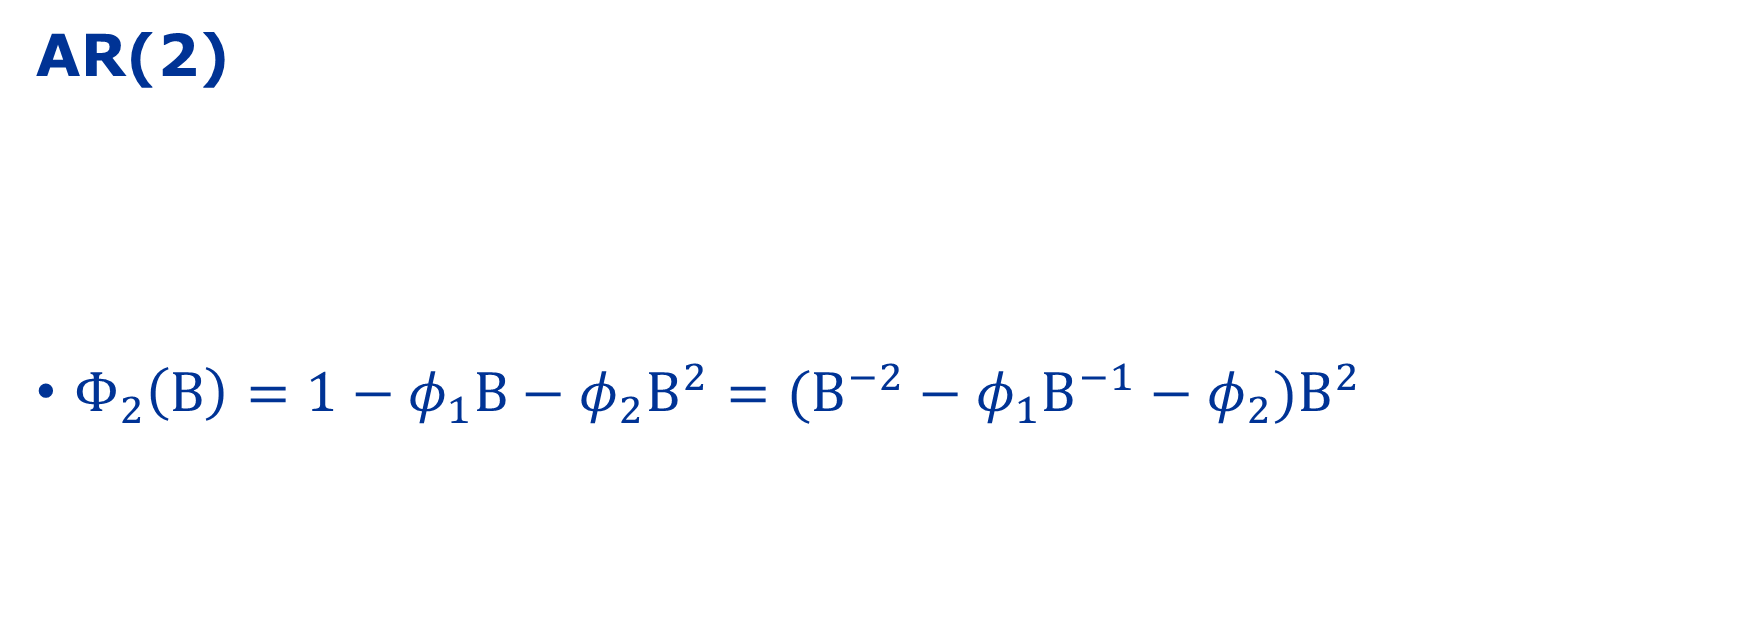 AR(2)
• Φ₂(B) = 1 − ϕ₁B − ϕ₂B² = (B⁻² − ϕ₁B⁻¹ − ϕ₂)B²